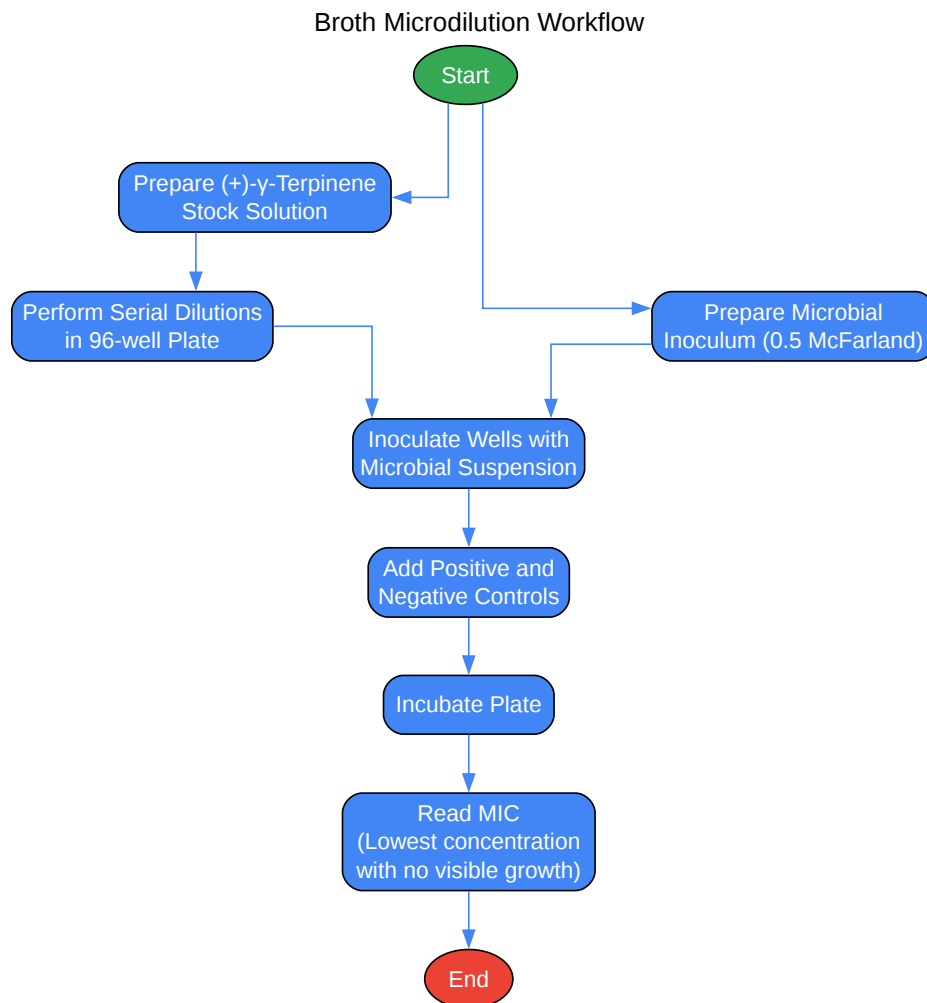 Broth Microdilution Workflow
Start
Prepare (+)-γ-Terpinene
Stock Solution
Perform Serial Dilutions
in 96-well Plate
Prepare Microbial
Inoculum (0.5 McFarland)
Inoculate Wells with
Microbial Suspension
Add Positive and
Negative Controls
Incubate Plate
Read MIC
(Lowest concentration
with no visible growth)
End